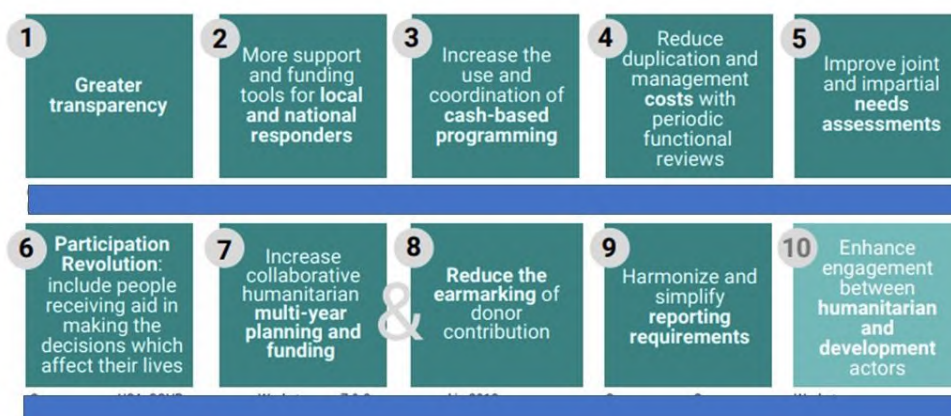 1
Greater
transparency
2
More support
and funding
tools for local
and national
responders
3
Increase the
use and
coordination of
cash-based
programming
4
Reduce
duplication and
management
costs with
periodic
functional
reviews
5
Improve joint
and impartial
needs
assessments
6
Participation
Revolution:
include people
receiving aid in
making the
decisions which
affect their lives
7
Increase
collaborative
humanitarian
multi-year
planning and
funding
&
8
Reduce the
earmarking of
donor
contribution
9
Harmonize and
simplify
reporting
requirements
10
Enhance
engagement
between
humanitarian
and
development
actors